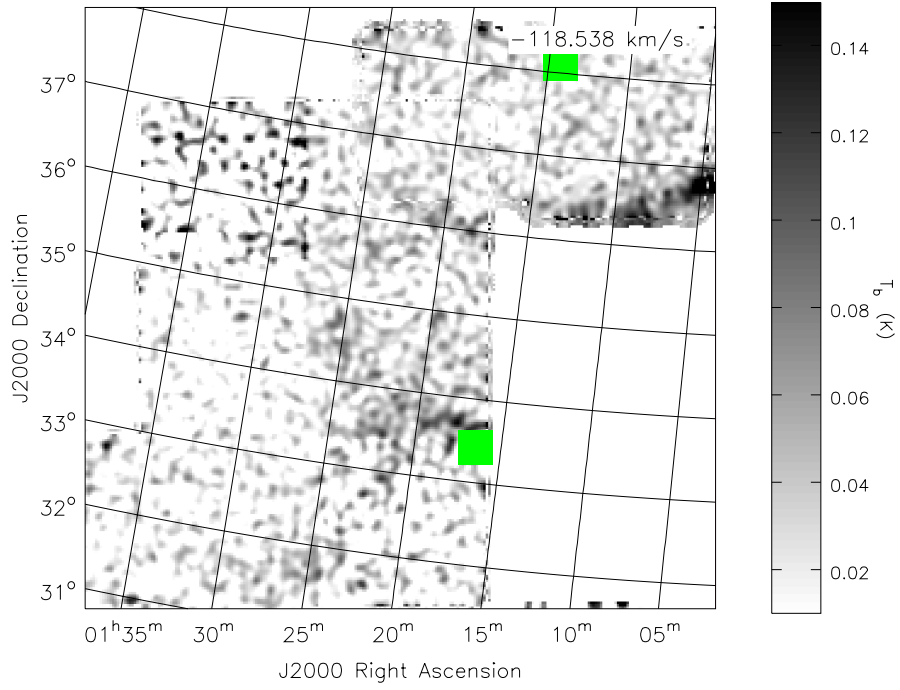 -118.538 km/s
37°
36°
35°
34°
33°
32°
31°
J2000 Declination
01ʰ35ᵐ 30ᵐ 25ᵐ 20ᵐ 15ᵐ 10ᵐ 05ᵐ
J2000 Right Ascension
0.14
0.12
0.1
0.08
0.06
0.04
0.02
T_b (K)